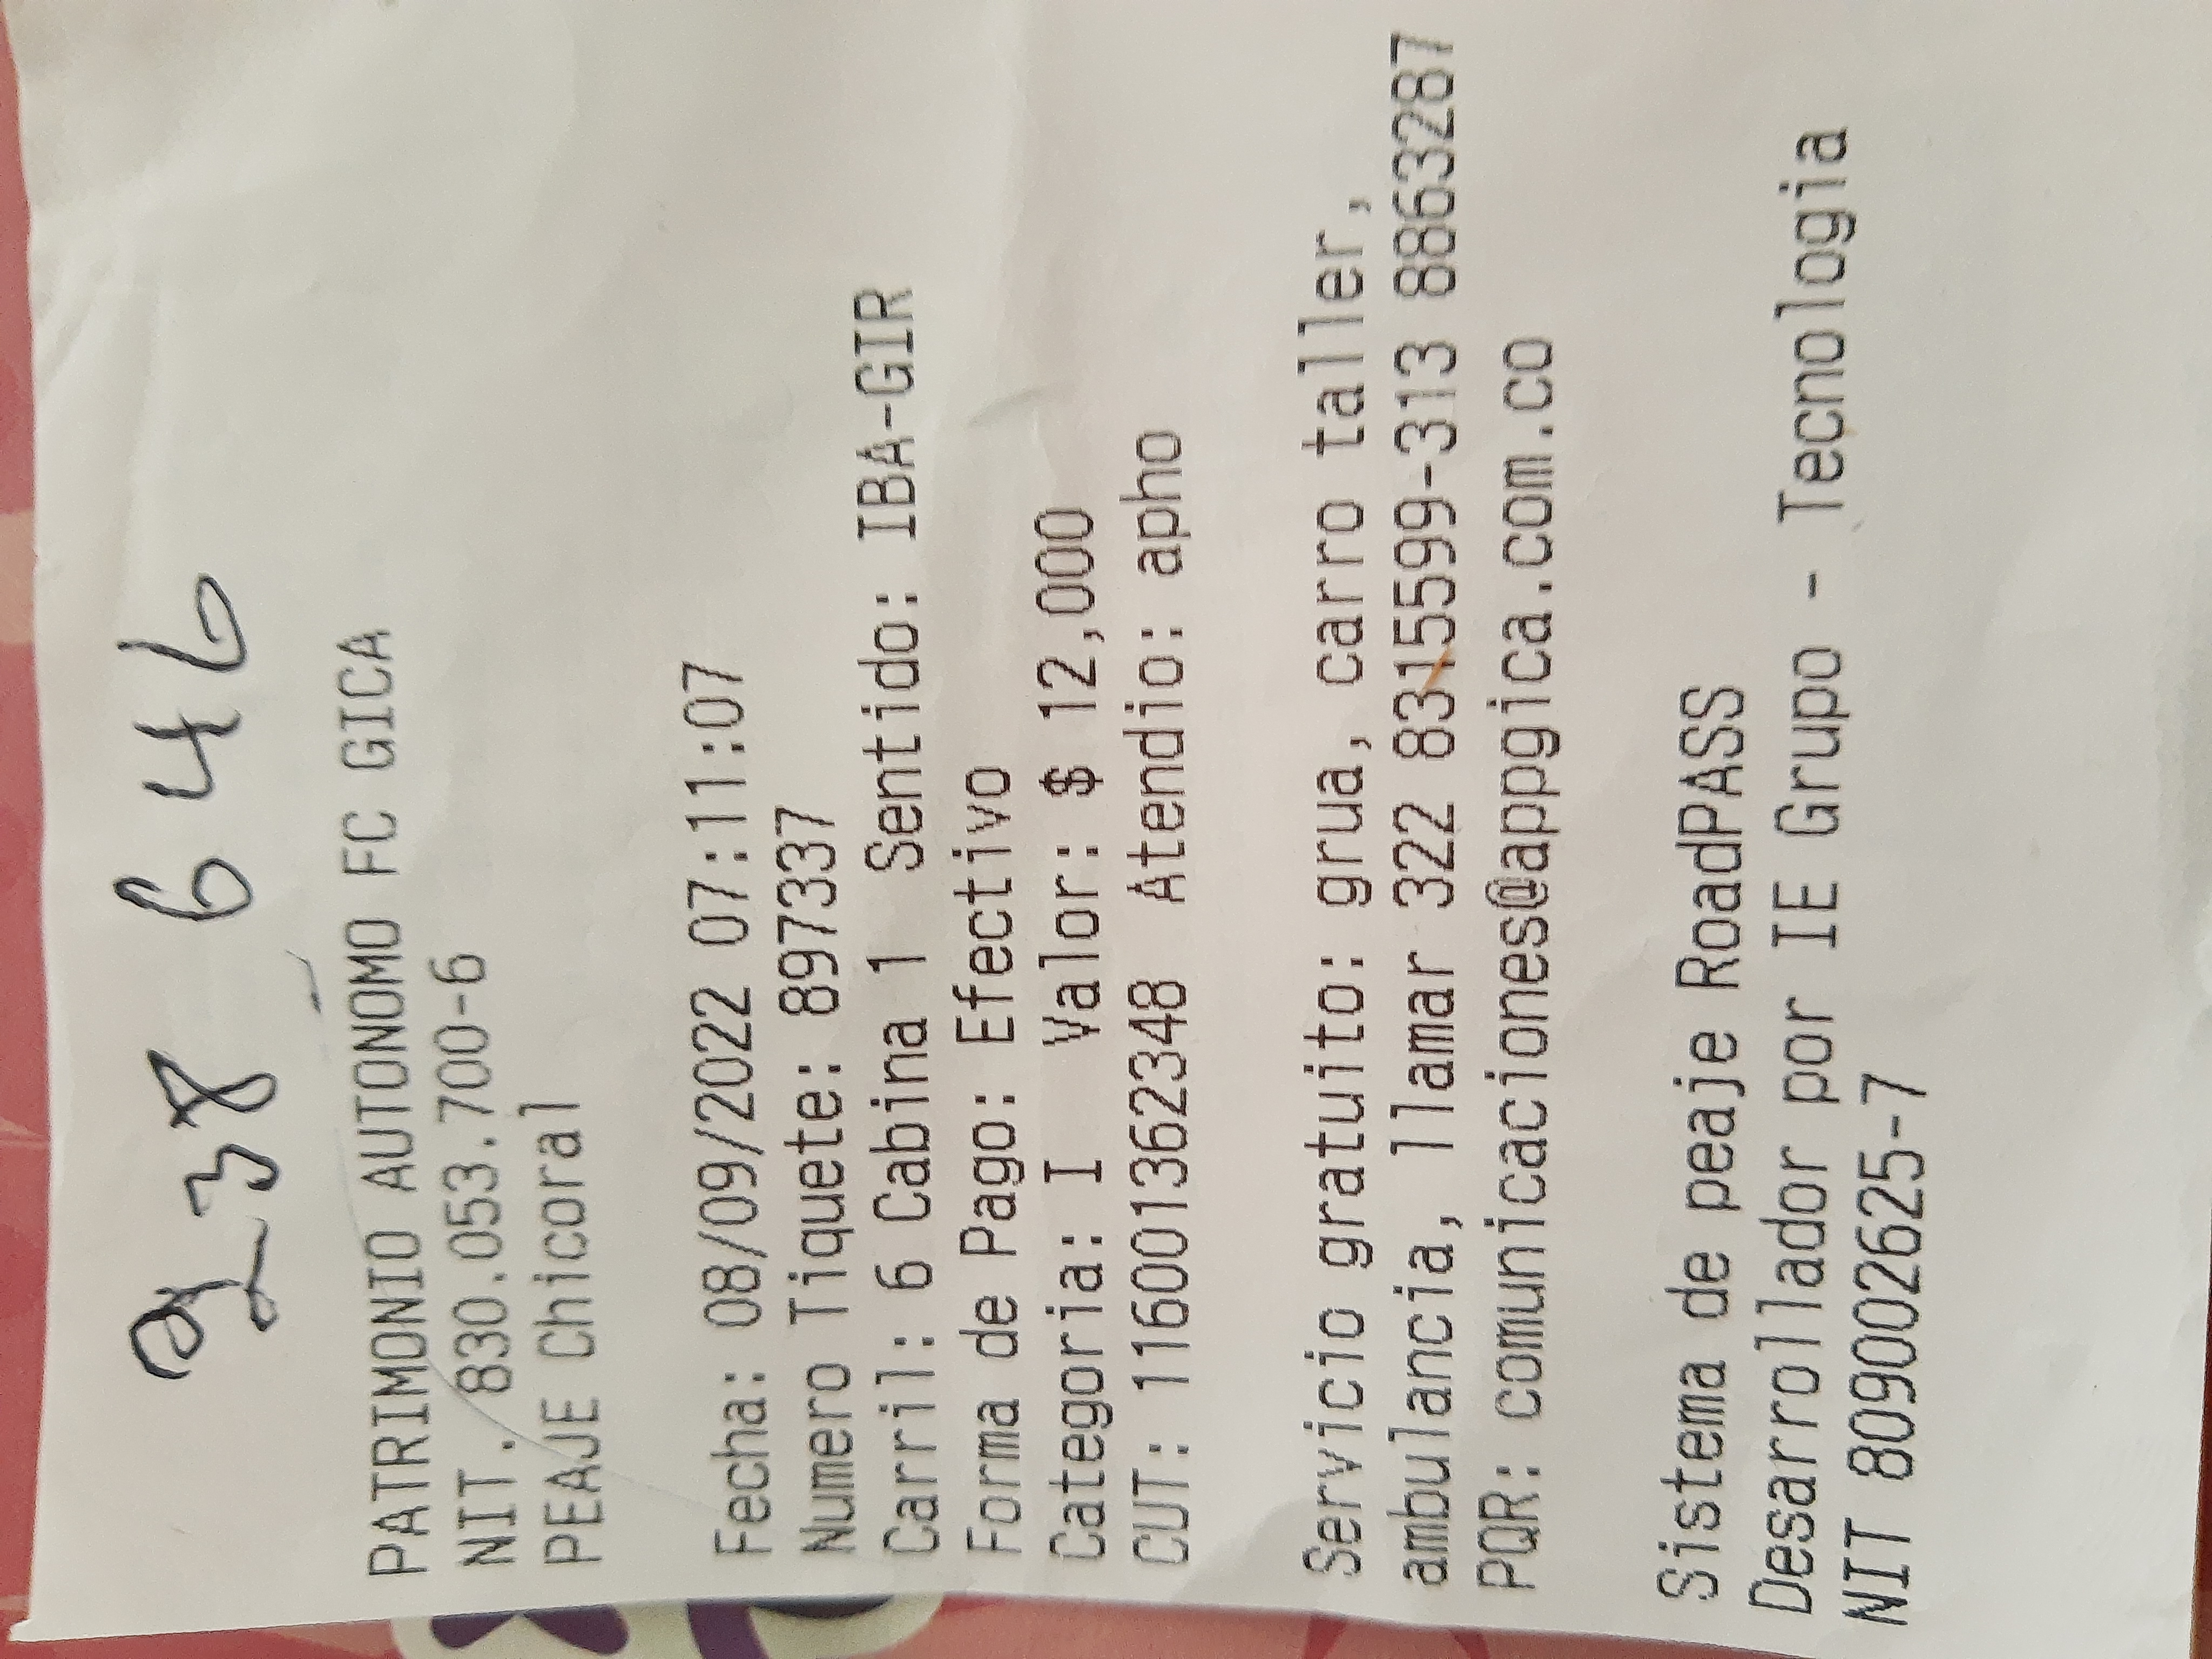 238 646
PATRIMONIO AUTONOMO FC GICA
NIT. 830.053.700-6
PEAJE Chicoral
Fecha: 08/09/2022 07:11:07
Numero Tiquete: 897337
Carril: 6 Cabina 1 Sentido: IBA-GIR
Forma de Pago: Efectivo
Categoria: I Valor: $ 12,000
CUT: 1160013623​48 Atendio: apho
Servicio gratuito: grua, carro taller,
ambulancia, llamar 322 8315599-313 8863287
PQR: comunicaciones@appgica.com.co
Sistema de peaje RoadPASS
Desarrollador por IE Grupo - Tecnologia
NIT 809002625-7